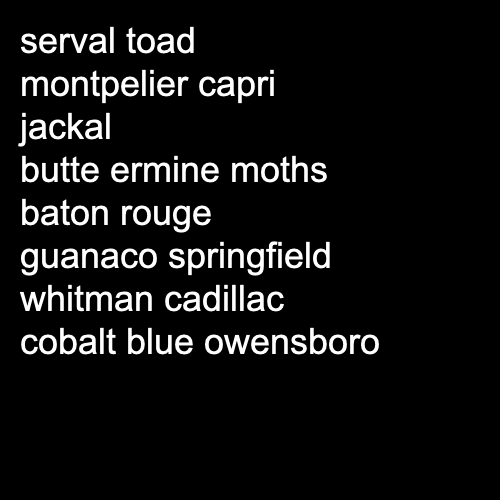 serval toad
montpelier capri
jackal
butte ermine moths
baton rouge
guanaco springfield
whitman cadillac
cobalt blue owensboro